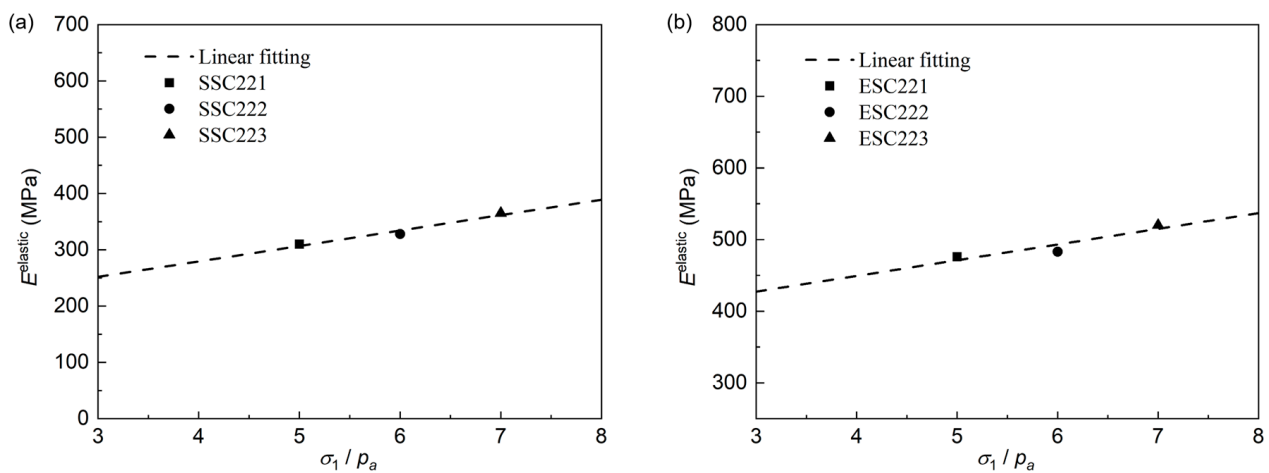 (a)
700
600
500
400
300
200
100
0
E^elastic (MPa)
Linear fitting
SSC221
SSC222
SSC223
3 4 5 6 7 8
σ₁ / pₐ
(b)
800
700
600
500
400
300
E^elastic (MPa)
Linear fitting
ESC221
ESC222
ESC223
3 4 5 6 7 8
σ₁ / pₐ